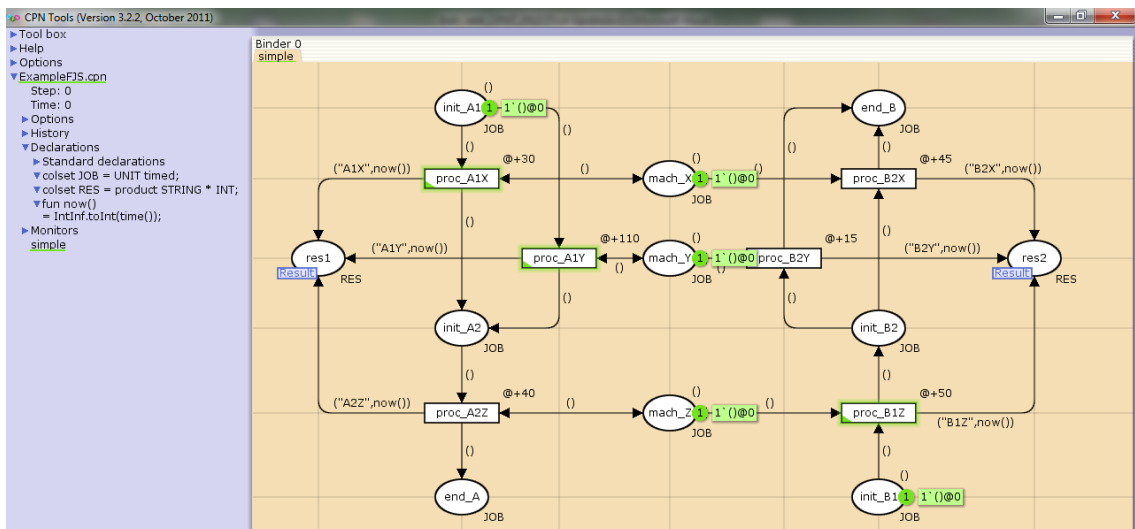 CPN Tools (Version 3.2.2, October 2011)
Tool box
Help
Options
ExampleFJS.cpn
Step: 0
Time: 0
Options
History
Declarations
Standard declarations
colset JOB = UNIT timed;
colset RES = product STRING * INT;
fun now()
= IntInf.toInt(time());
Monitors
simple
Binder 0
simple
()
init_A1 1 1`()@0
JOB
end_B
JOB
()
()
()
()
@+30
@+45
("A1X",now())
proc_A1X
()
()
mach_X 1 1`()@0
JOB
proc_B2X
("B2X",now())
()
()
@+110
@+15
("A1Y",now())
("B2Y",now())
res1
Result
RES
proc_A1Y
()
()
mach_Y 1 1`()@0
JOB
()
proc_B2Y
res2
Result
RES
()
()
()
init_A2
JOB
init_B2
JOB
()
()
@+40
@+50
("A2Z",now())
proc_A2Z
()
()
mach_Z 1 1`()@0
JOB
()
proc_B1Z
("B1Z",now())
()
()
()
end_A
JOB
init_B1 1 1`()@0
JOB